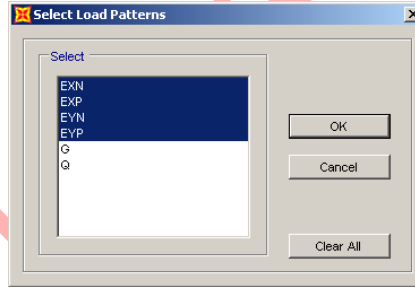 Select Load Patterns
Select
EXN
EXP
EYN
EYP
G
Q
OK
Cancel
Clear All